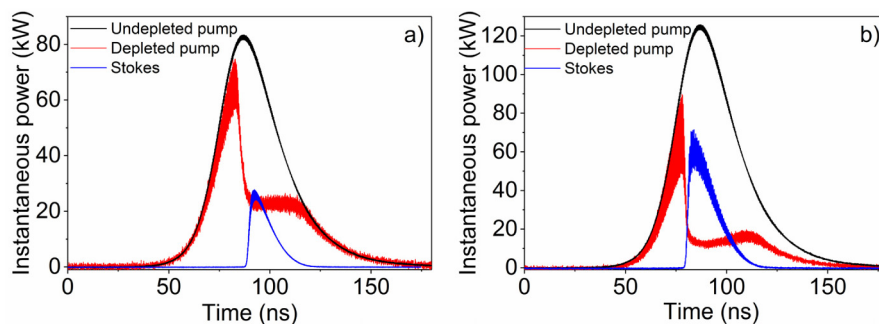 a)
Undepleted pump
Depleted pump
Stokes
Instantaneous power (kW)
80
60
40
20
0
0 50 100 150
Time (ns)
b)
Undepleted pump
Depleted pump
Stokes
Instantaneous power (kW)
120
100
80
60
40
20
0
0 50 100 150
Time (ns)